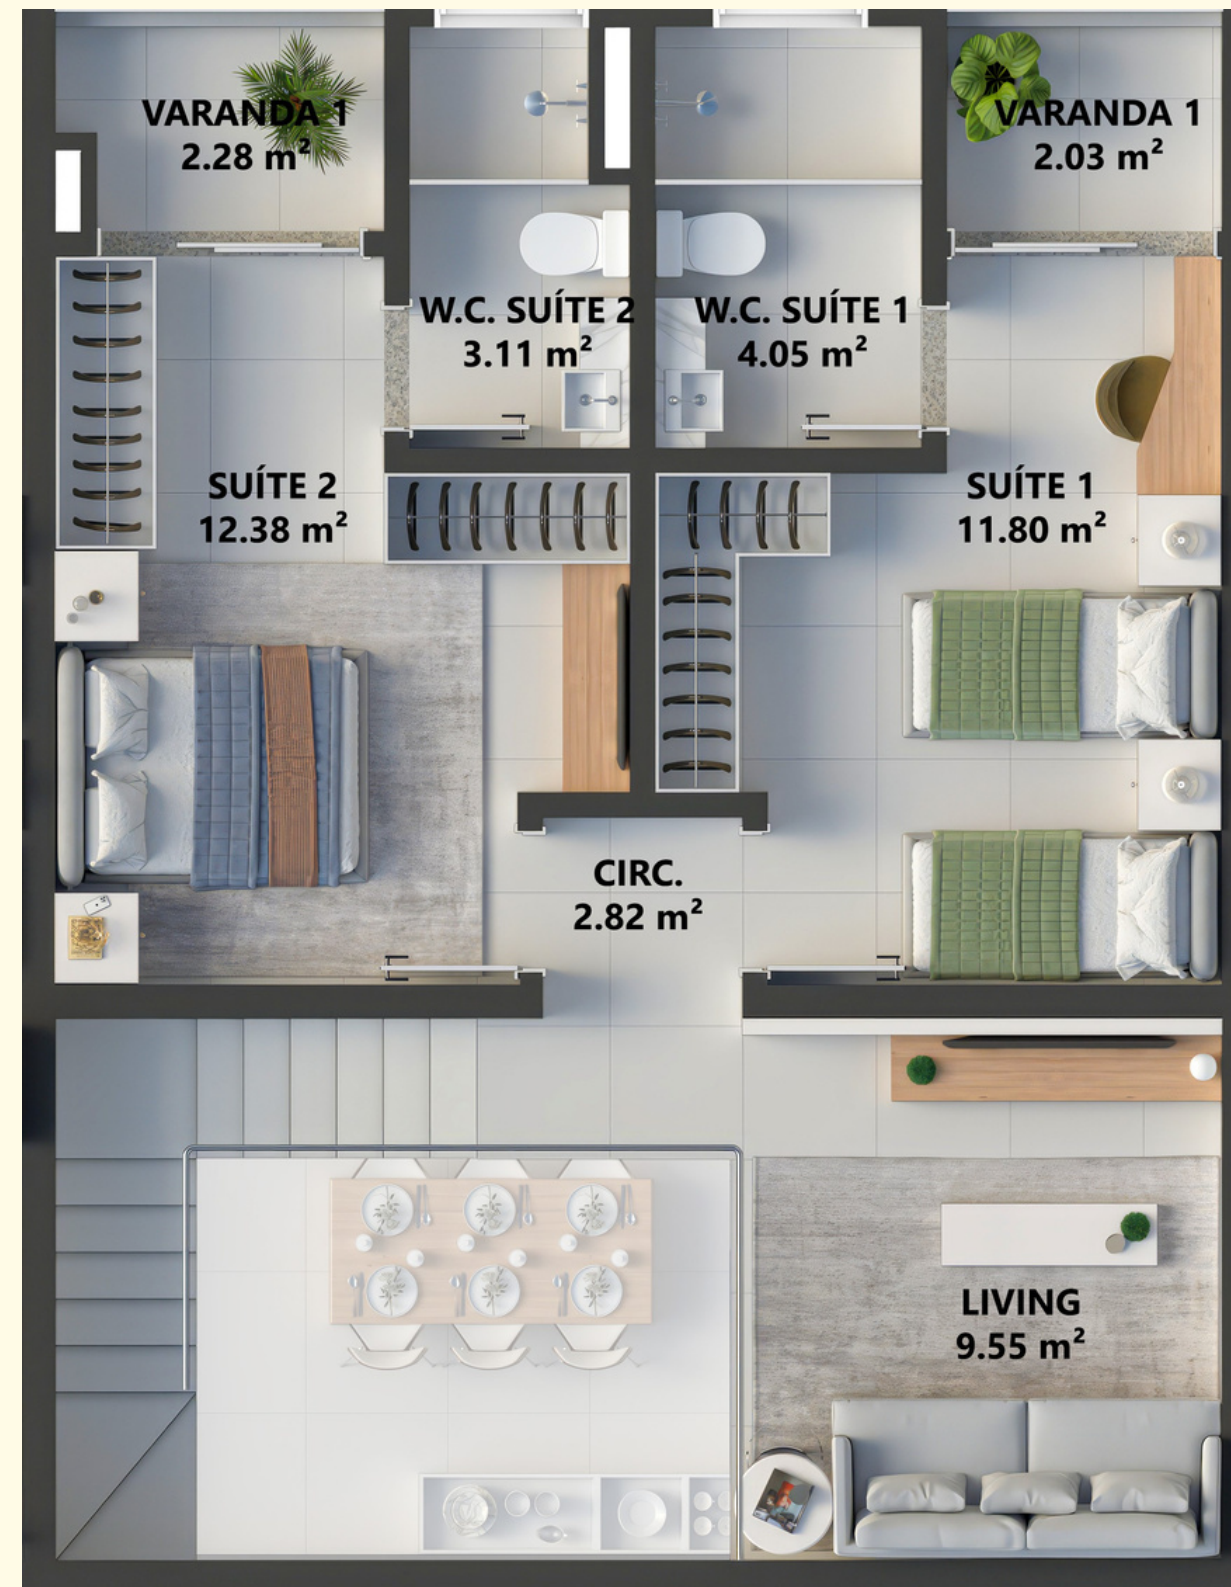 VARANDA 1
2.28 m²
VARANDA 1
2.03 m²
W.C. SUÍTE 2
3.11 m²
W.C. SUÍTE 1
4.05 m²
SUÍTE 2
12.38 m²
SUÍTE 1
11.80 m²
CIRC.
2.82 m²
LIVING
9.55 m²